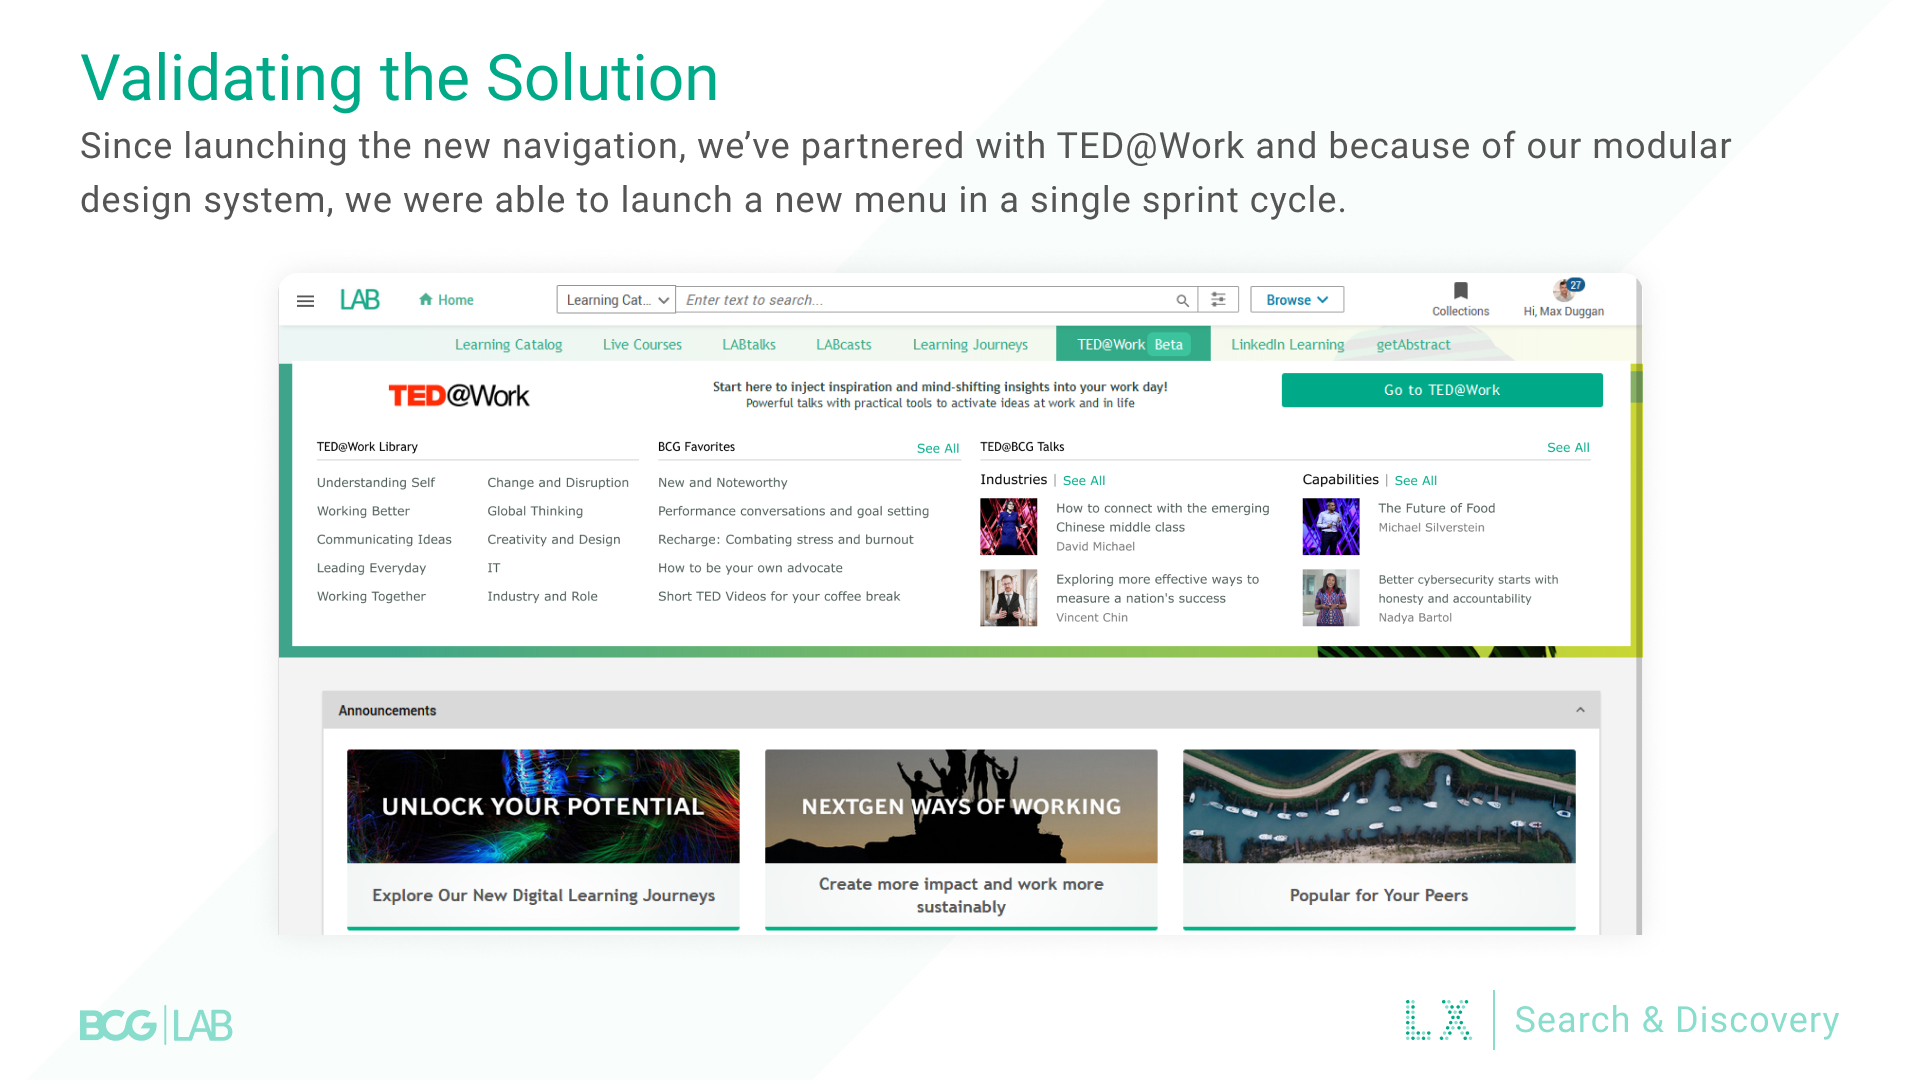 Validating the Solution
Since launching the new navigation, we’ve partnered with TED@Work and because of our modular
design system, we were able to launch a new menu in a single sprint cycle.
LAB
Home
Learning Cat...
Enter text to search...
Browse
Collections
27
Hi, Max Duggan
Learning Catalog
Live Courses
LABtalks
LABcasts
Learning Journeys
TED@Work Beta
LinkedIn Learning
getAbstract
TED@Work
Start here to inject inspiration and mind-shifting insights into your work day!
Powerful talks with practical tools to activate ideas at work and in life
Go to TED@Work
TED@Work Library
Understanding Self
Working Better
Communicating Ideas
Leading Everyday
Working Together
Change and Disruption
Global Thinking
Creativity and Design
IT
Industry and Role
BCG Favorites
See All
New and Noteworthy
Performance conversations and goal setting
Recharge: Combating stress and burnout
How to be your own advocate
Short TED Videos for your coffee break
TED@BCG Talks
See All
Industries | See All
How to connect with the emerging
Chinese middle class
David Michael
Exploring more effective ways to
measure a nation's success
Vincent Chin
Capabilities | See All
The Future of Food
Michael Silverstein
Better cybersecurity starts with
honesty and accountability
Nadya Bartol
Announcements
UNLOCK YOUR POTENTIAL
Explore Our New Digital Learning Journeys
NEXTGEN WAYS OF WORKING
Create more impact and work more
sustainably
Popular for Your Peers
BCG | LAB
LX | Search & Discovery